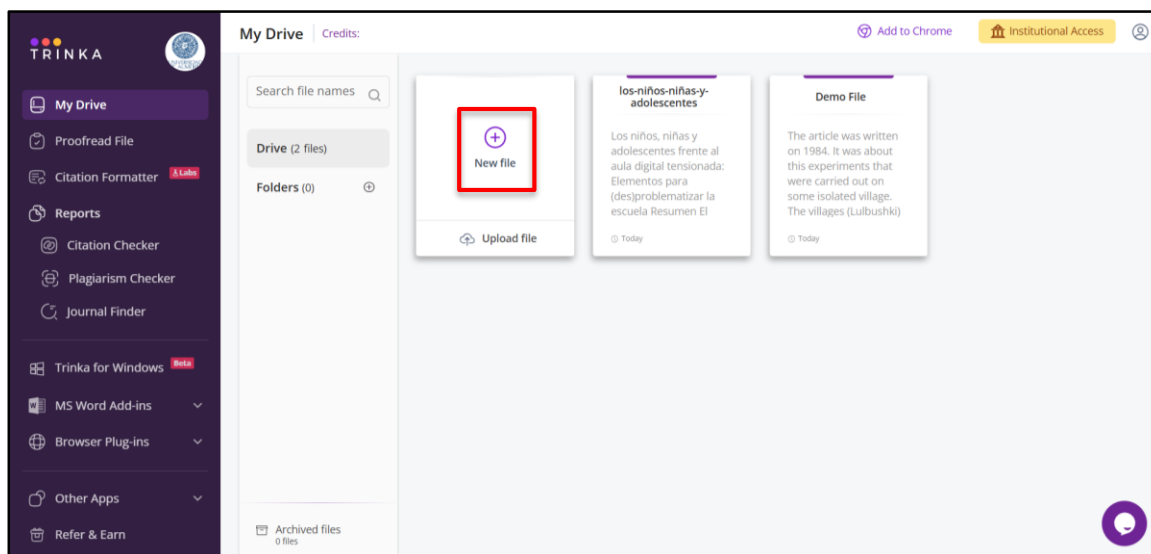 TRINKA
My Drive
Proofread File
Citation Formatter Labs
Reports
Citation Checker
Plagiarism Checker
Journal Finder
Trinka for Windows Beta
MS Word Add-ins
Browser Plug-ins
Other Apps
Refer & Earn
My Drive Credits:
Add to Chrome
Institutional Access
Search file names
Drive (2 files)
Folders (0)
Archived files
0 files
New file
Upload file
los-niños-niñas-y-
adolescentes
Los niños, niñas y
adolescentes frente al
aula digital tensionada:
Elementos para
(des)problematizar la
escuela Resumen El
Today
Demo File
The article was written
on 1984. It was about
this experiments that
were carried out on
some isolated village.
The villages (Lulbushki)
Today